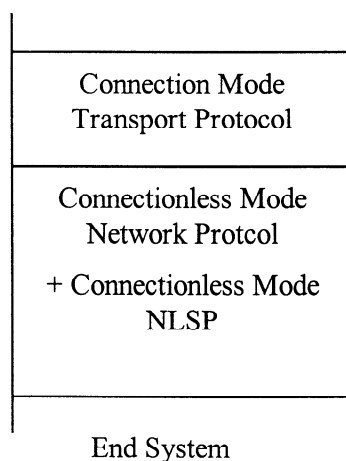 Connection Mode
Transport Protocol
Connectionless Mode
Network Protcol
+ Connectionless Mode
NLSP
End System